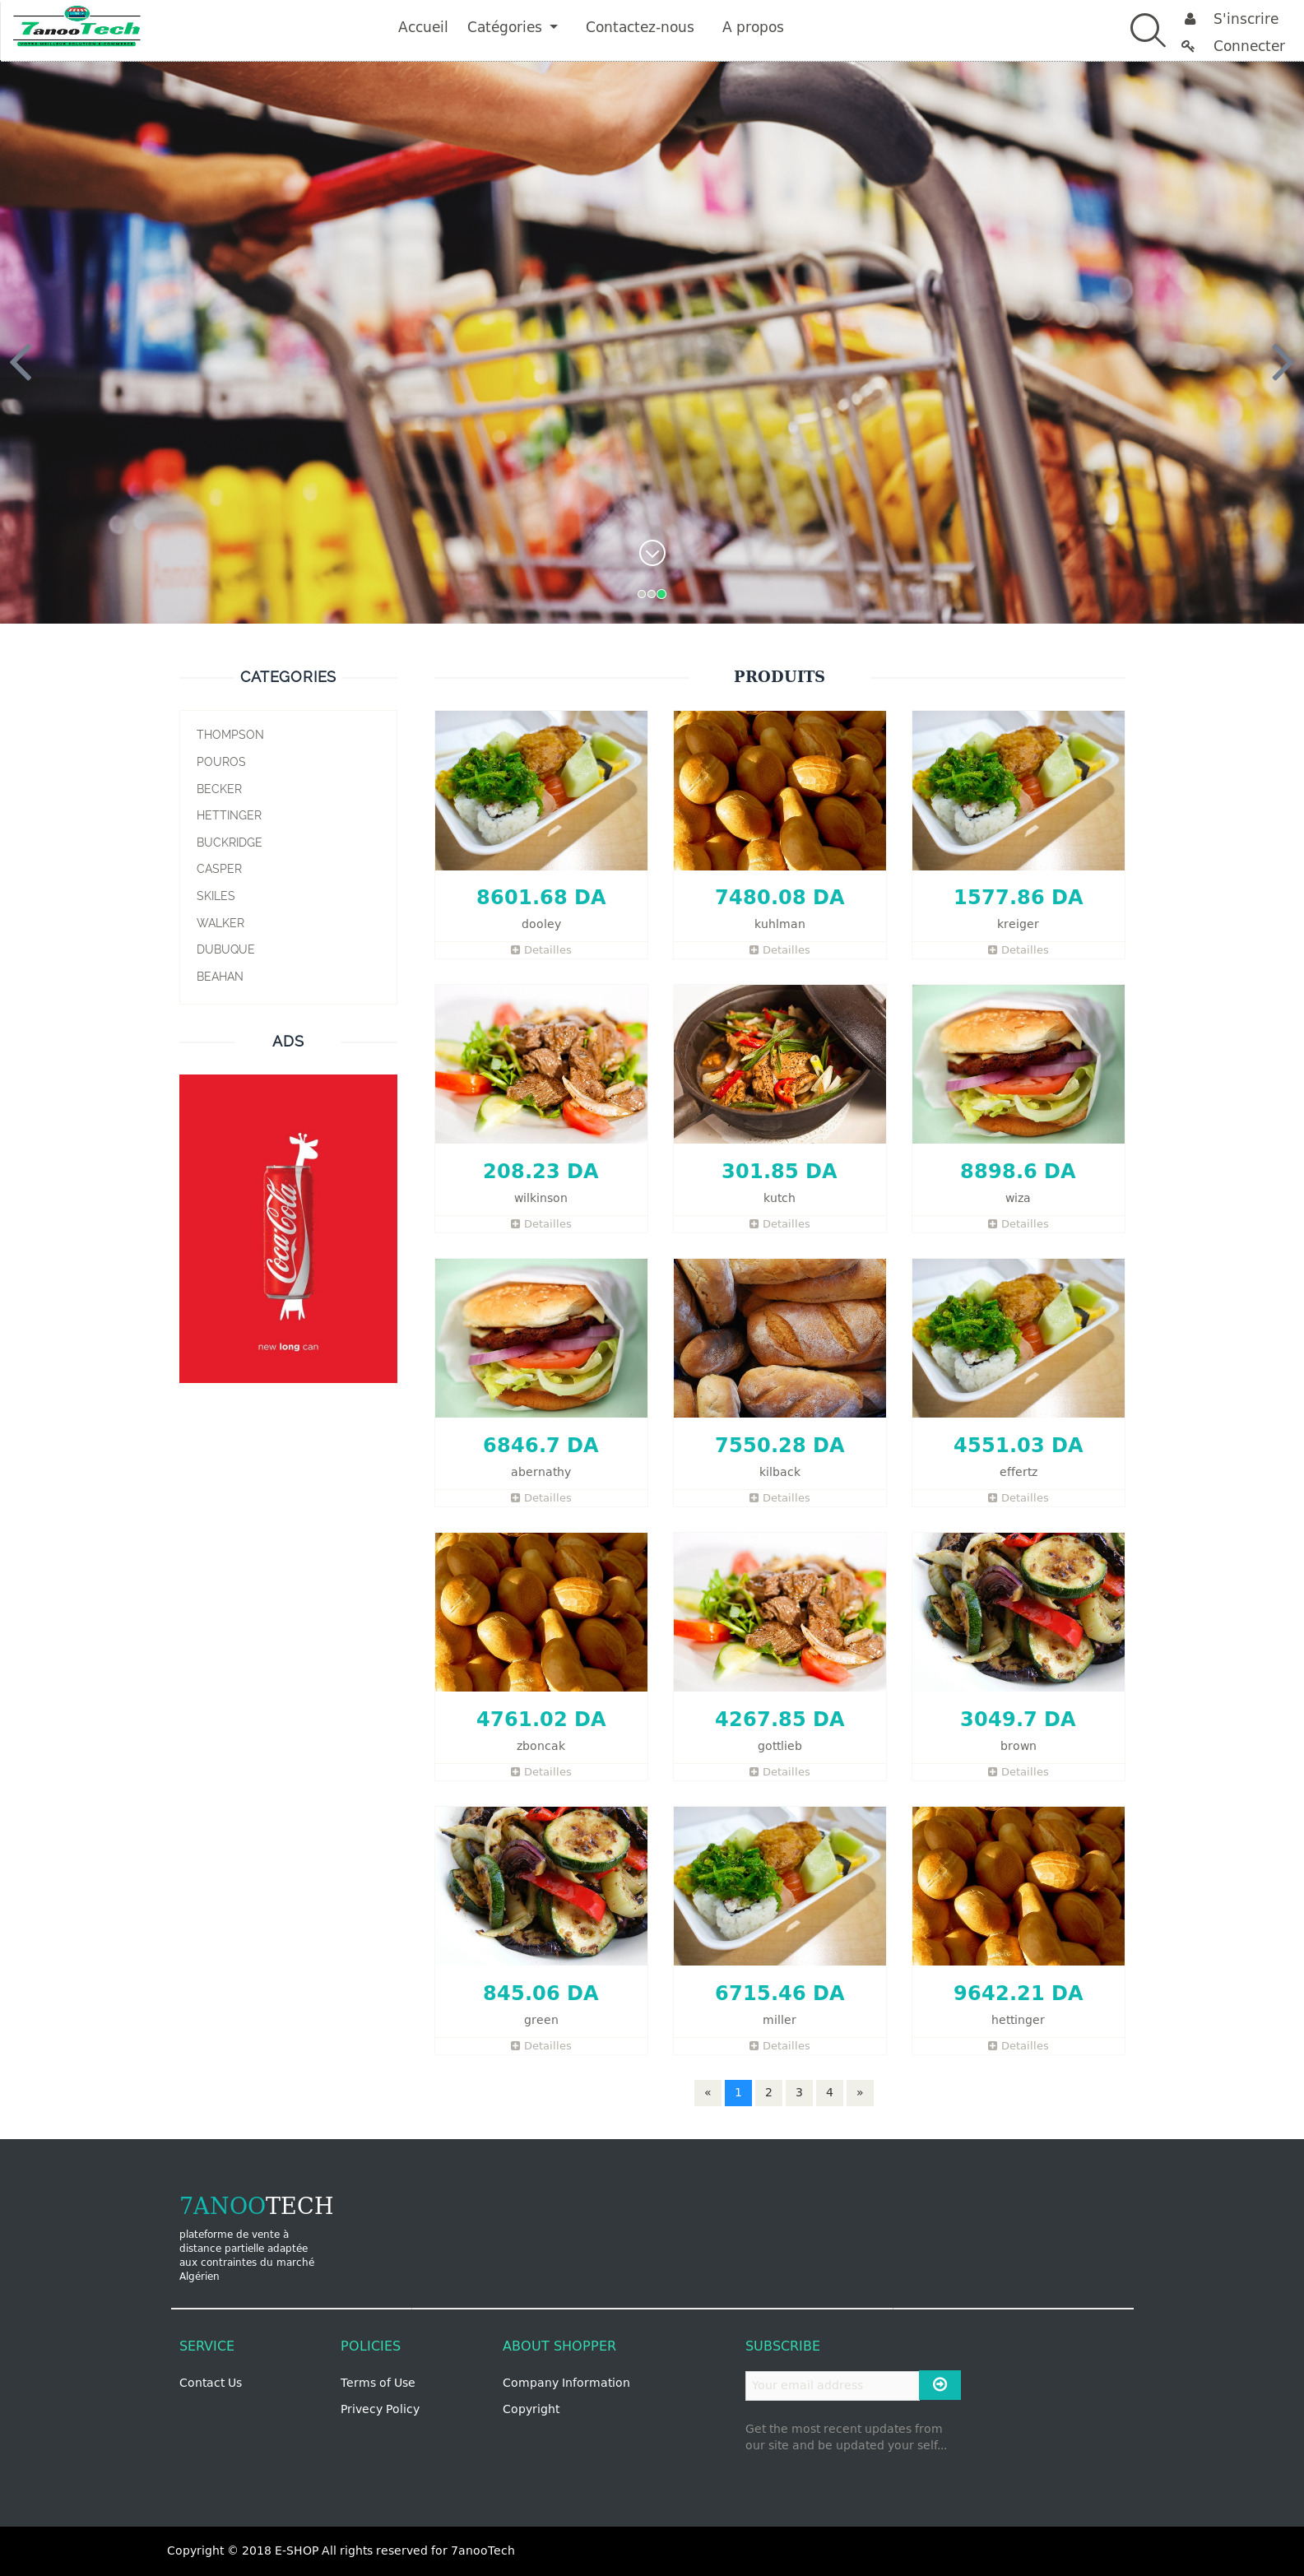 7anooTech
VOTRE MEILLEUR SOLUTION E-COMMERCE
Accueil
Catégories
Contactez-nous
A propos
S'inscrire
Connecter
CATEGORIES
THOMPSON
POUROS
BECKER
HETTINGER
BUCKRIDGE
CASPER
SKILES
WALKER
DUBUQUE
BEAHAN
ADS
Coca-Cola
new long can
PRODUITS
8601.68 DA
dooley
Detailles
7480.08 DA
kuhlman
Detailles
1577.86 DA
kreiger
Detailles
208.23 DA
wilkinson
Detailles
301.85 DA
kutch
Detailles
8898.6 DA
wiza
Detailles
6846.7 DA
abernathy
Detailles
7550.28 DA
kilback
Detailles
4551.03 DA
effertz
Detailles
4761.02 DA
zboncak
Detailles
4267.85 DA
gottlieb
Detailles
3049.7 DA
brown
Detailles
845.06 DA
green
Detailles
6715.46 DA
miller
Detailles
9642.21 DA
hettinger
Detailles
« 1 2 3 4 »
7ANOOTECH
plateforme de vente à
distance partielle adaptée
aux contraintes du marché
Algérien
SERVICE
Contact Us
POLICIES
Terms of Use
Privecy Policy
ABOUT SHOPPER
Company Information
Copyright
SUBSCRIBE
Your email address
Get the most recent updates from
our site and be updated your self...
Copyright © 2018 E-SHOP All rights reserved for 7anooTech